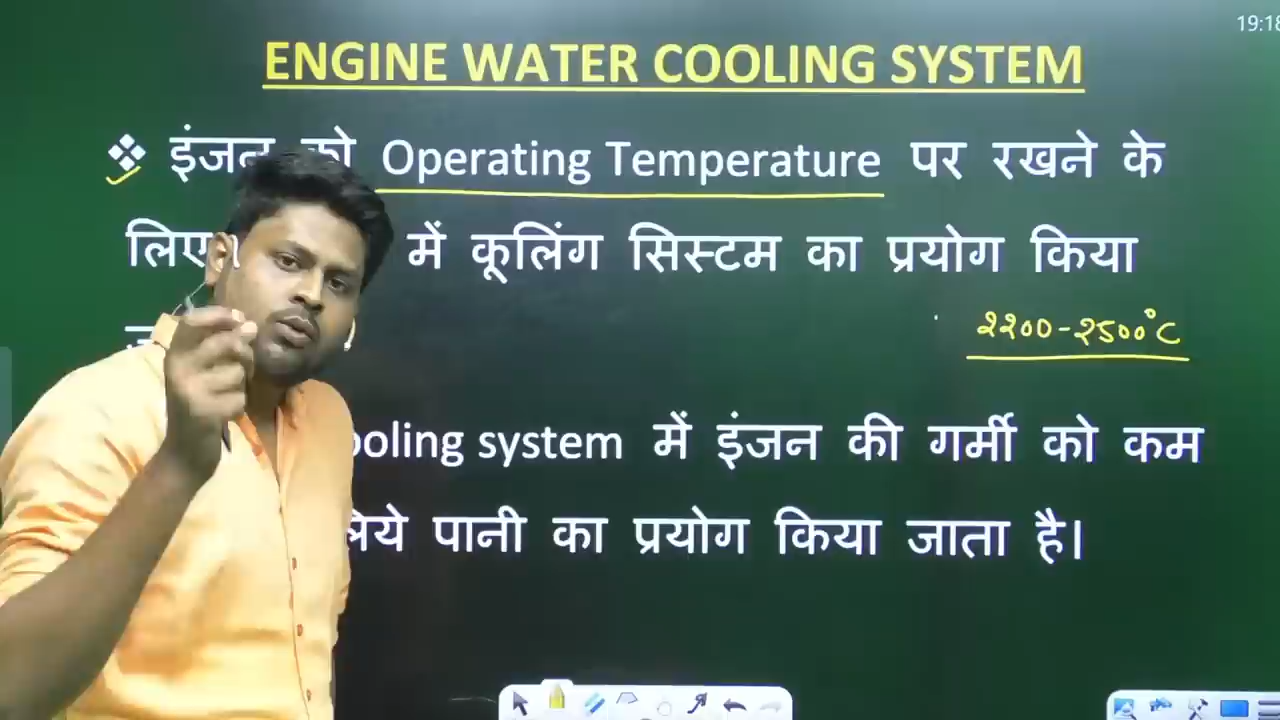 19:18
ENGINE WATER COOLING SYSTEM
❖ इंजन को Operating Temperature पर रखने के
लिए में कूलिंग सिस्टम का प्रयोग किया
2200-2500°C
system में इंजन की गर्मी को कम
पानी का प्रयोग किया जाता है।